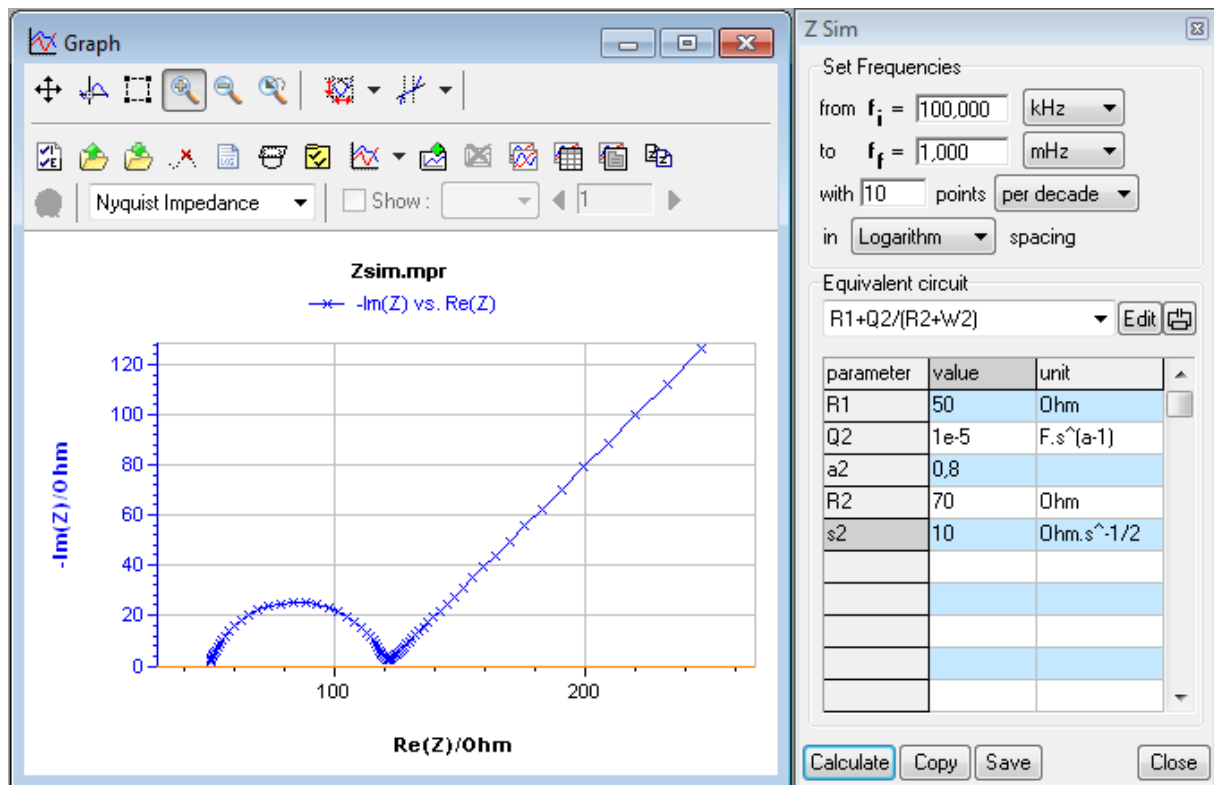 Graph
Nyquist Impedance
Show :
1
Zsim.mpr
-Im(Z) vs. Re(Z)
120
100
80
60
40
20
0
-Im(Z)/Ohm
100 200
Re(Z)/Ohm
Z Sim
Set Frequencies
from fi = 100,000 kHz
to ff = 1,000 mHz
with 10 points per decade
in Logarithm spacing
Equivalent circuit
R1+Q2/(R2+W2) Edit
parameter value unit
R1 50 Ohm
Q2 1e-5 F.s^(a-1)
a2 0,8
R2 70 Ohm
s2 10 Ohm.s^-1/2
Calculate Copy Save Close